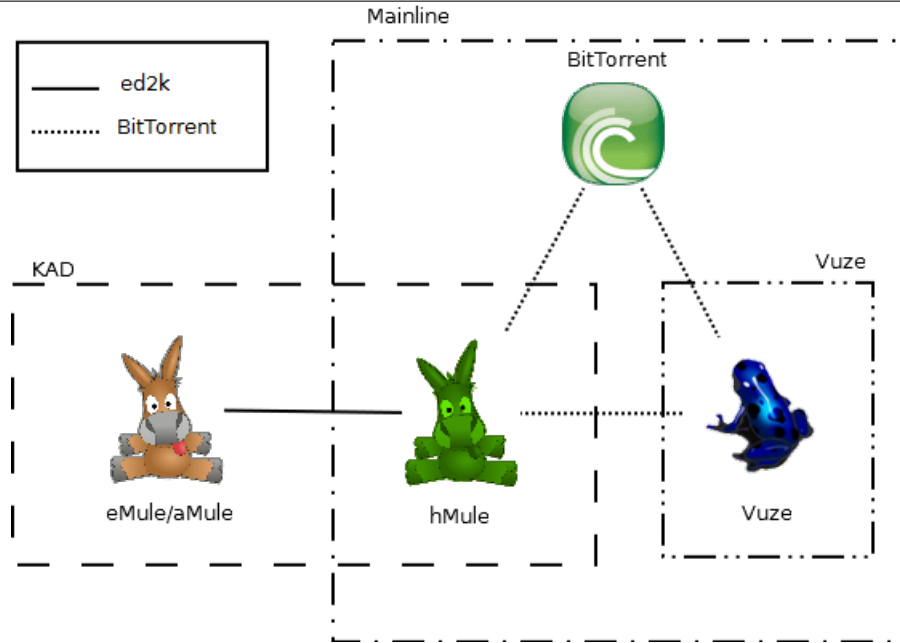 Mainline
BitTorrent
ed2k
BitTorrent
KAD
Vuze
eMule/aMule
hMule
Vuze